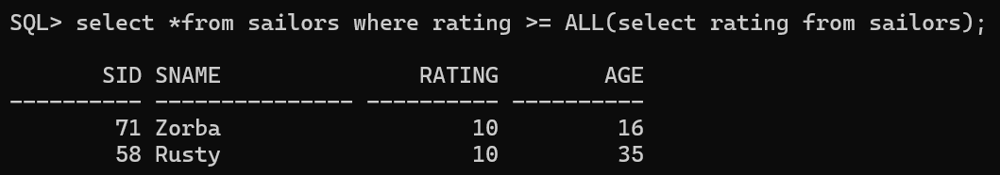 SQL> select *from sailors where rating >= ALL(select rating from sailors);
       SID SNAME               RATING        AGE
---------- --------------- ---------- ----------
        71 Zorba                   10         16
        58 Rusty                   10         35